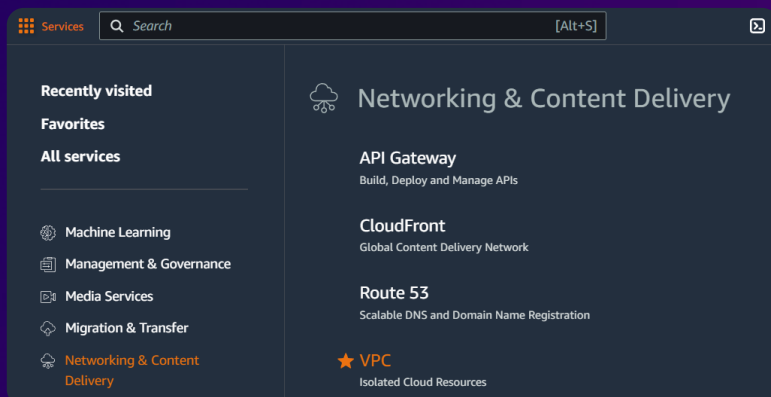 Services
Search
[Alt+S]
Recently visited
Favorites
All services
Machine Learning
Management & Governance
Media Services
Migration & Transfer
Networking & Content
Delivery
Networking & Content Delivery
API Gateway
Build, Deploy and Manage APIs
CloudFront
Global Content Delivery Network
Route 53
Scalable DNS and Domain Name Registration
VPC
Isolated Cloud Resources